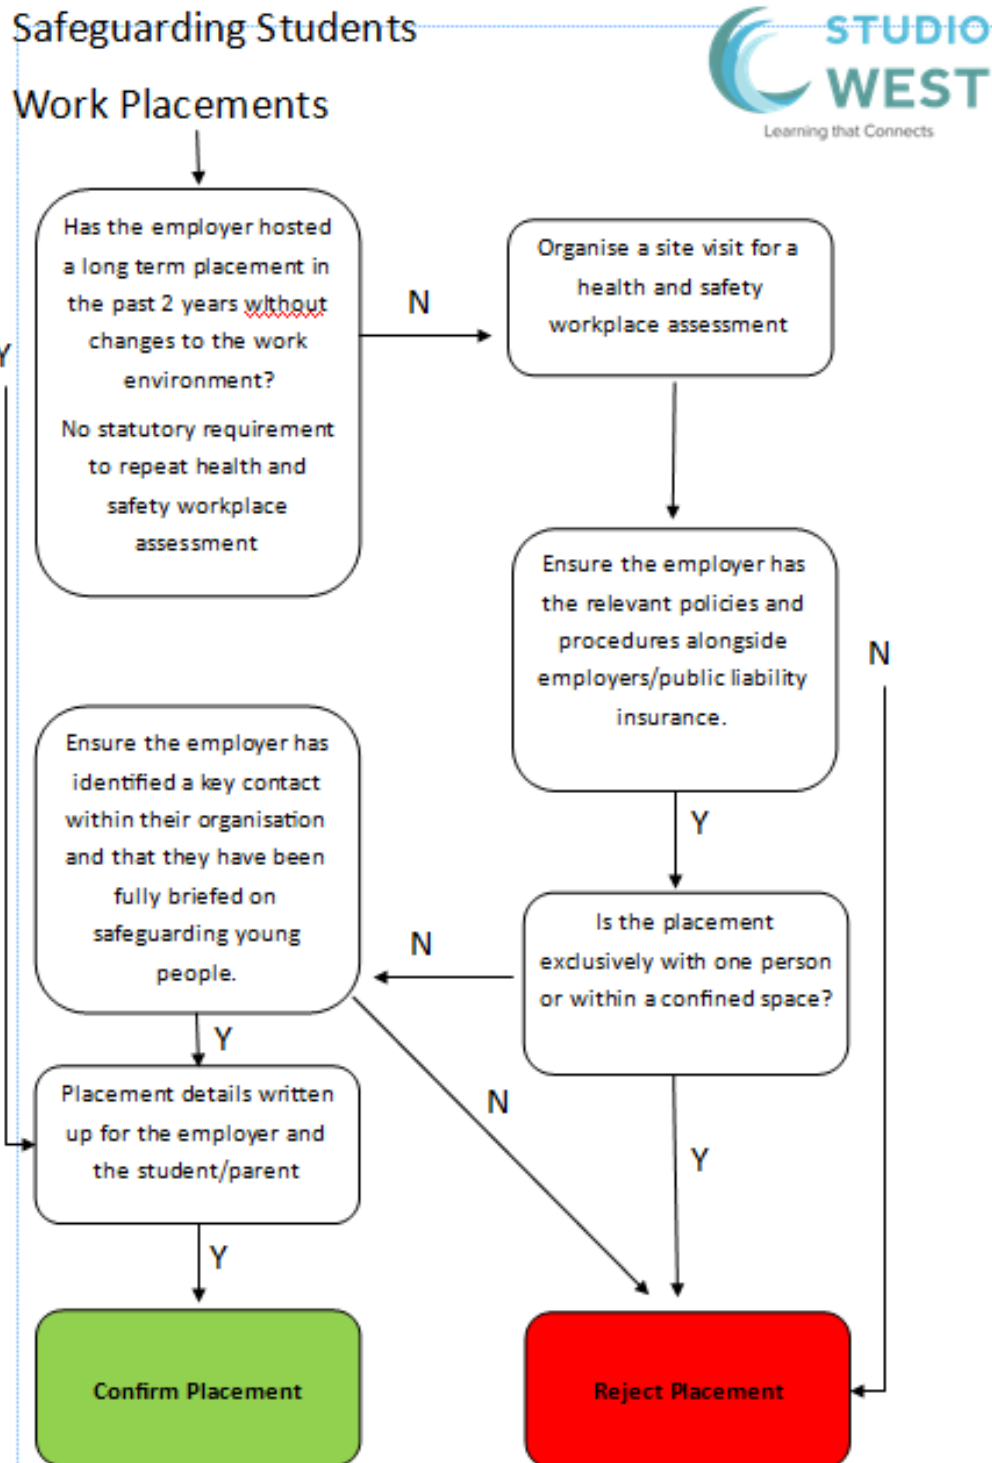 Safeguarding Students
STUDIO
WEST
Learning that Connects
Work Placements
Has the employer hosted
a long term placement in
the past 2 years without
changes to the work
environment?
No statutory requirement
to repeat health and
safety workplace
assessment
N
Organise a site visit for a
health and safety
workplace assessment
Y
Ensure the employer has
the relevant policies and
procedures alongside
employers/public liability
insurance.
N
Y
Is the placement
exclusively with one person
or within a confined space?
N
Ensure the employer has
identified a key contact
within their organisation
and that they have been
fully briefed on
safeguarding young
people.
Y
N
Y
Placement details written
up for the employer and
the student/parent
Y
Confirm Placement
Reject Placement